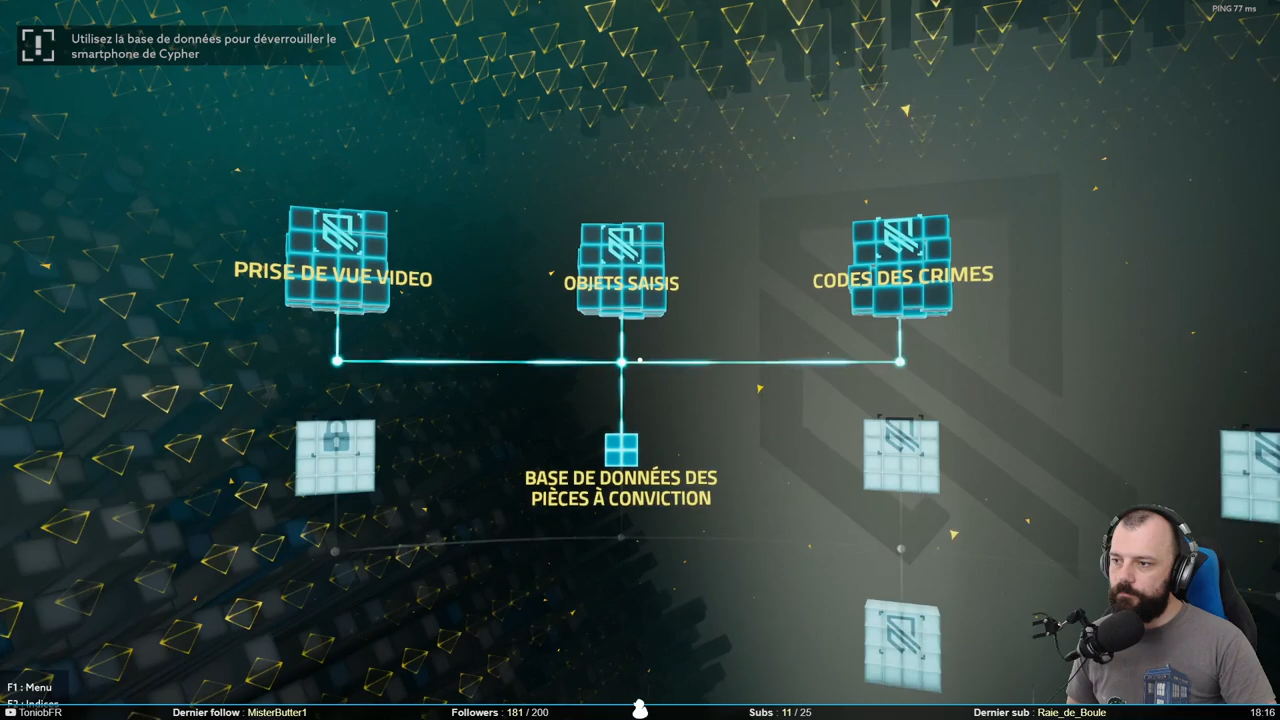 PING 77 ms
Utilisez la base de données pour déverrouiller le
smartphone de Cypher
PRISE DE VUE VIDEO
OBJETS SAISIS
CODES DES CRIMES
BASE DE DONNÉES DES
PIÈCES À CONVICTION
F1 : Menu
F2 : Indices
ToniobFR
Dernier follow : MisterButter1
Followers : 181 / 200
Subs : 11 / 25
Dernier sub : Raie_de_Boule
18:16